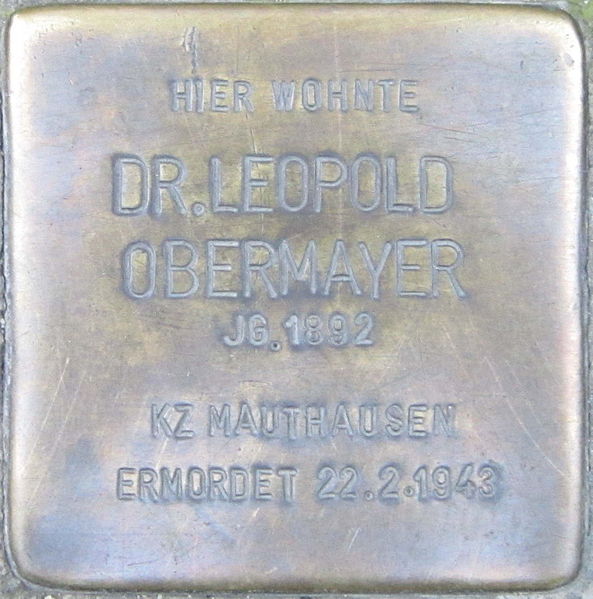 HIER WOHNTE
DR. LEOPOLD
OBERMAYER
JG. 1892
KZ MAUTHAUSEN
ERMORDET 22.2.1943